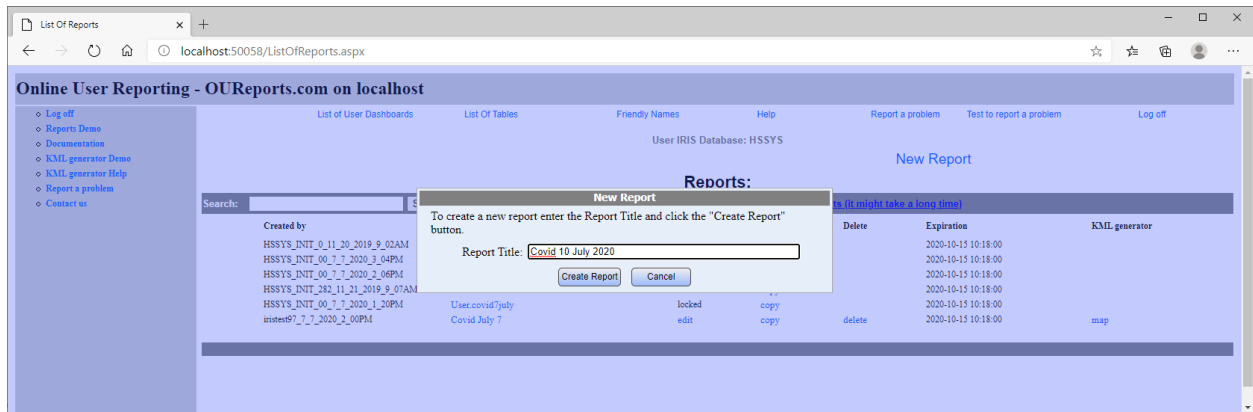 List Of Reports
localhost:50058/ListOfReports.aspx
Online User Reporting - OUReports.com on localhost
Log off
Reports Demo
Documentation
KML generator Demo
KML generator Help
Report a problem
Contact us
List of User Dashboards List Of Tables Friendly Names Help Report a problem Test to report a problem Log off
User IRIS Database: HSSYS
New Report
Reports:
Search: (it might take a long time)
New Report
To create a new report enter the Report Title and click the "Create Report"
button.
Report Title: Covid 10 July 2020
Create Report Cancel
Created by Delete Expiration KML generator
HSSYS_INIT_0_11_20_2019_9_02AM 2020-10-15 10:18:00
HSSYS_INIT_00_7_7_2020_3_04PM 2020-10-15 10:18:00
HSSYS_INIT_00_7_7_2020_2_06PM 2020-10-15 10:18:00
HSSYS_INIT_282_11_21_2019_9_07AM 2020-10-15 10:18:00
HSSYS_INIT_00_7_7_2020_1_20PM User.covid7july locked copy 2020-10-15 10:18:00
iristest97_7_7_2020_2_00PM Covid July 7 edit copy delete 2020-10-15 10:18:00 map